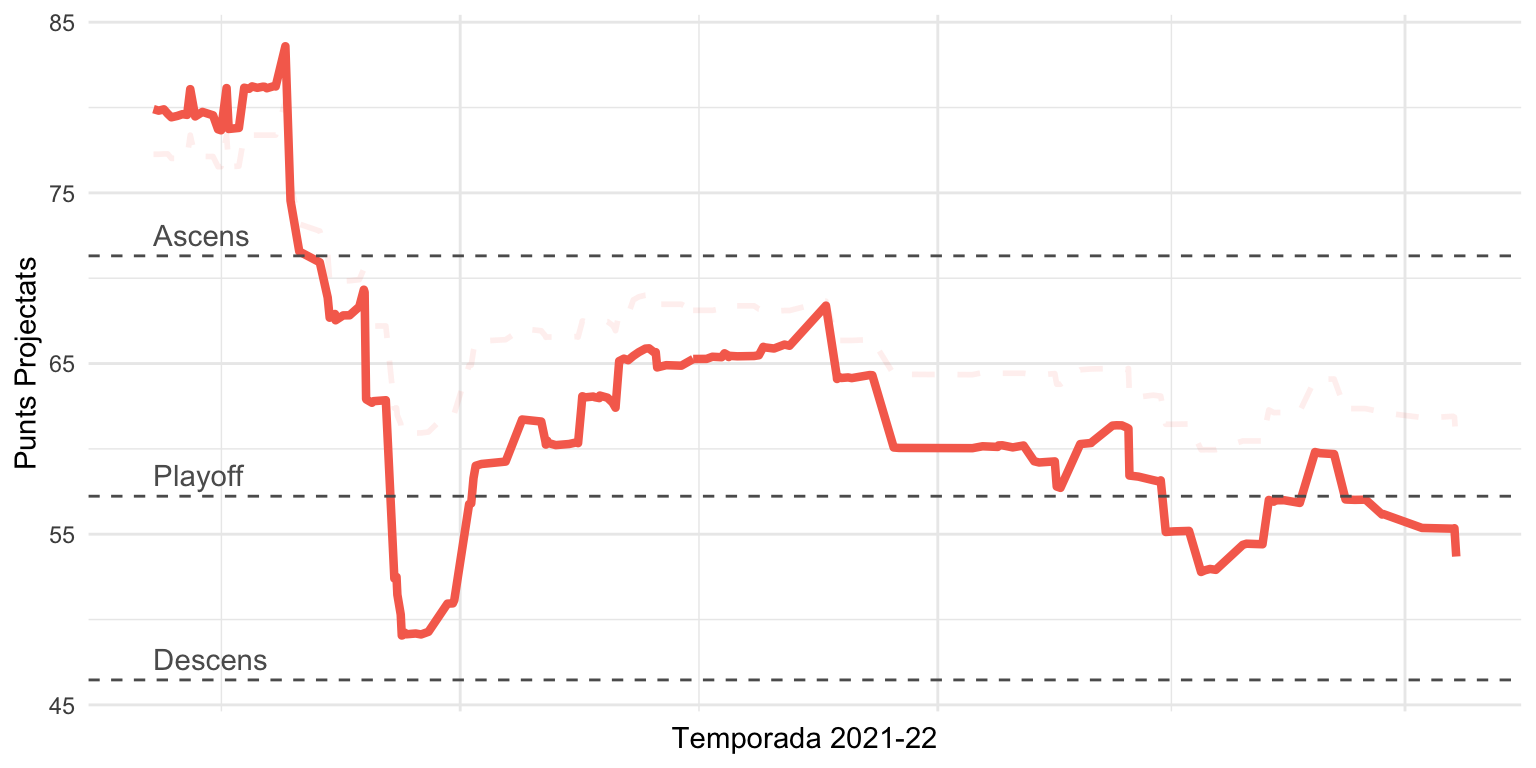 85
75
65
55
45
Punts Projectats
Ascens
Playoff
Descens
Temporada 2021-22